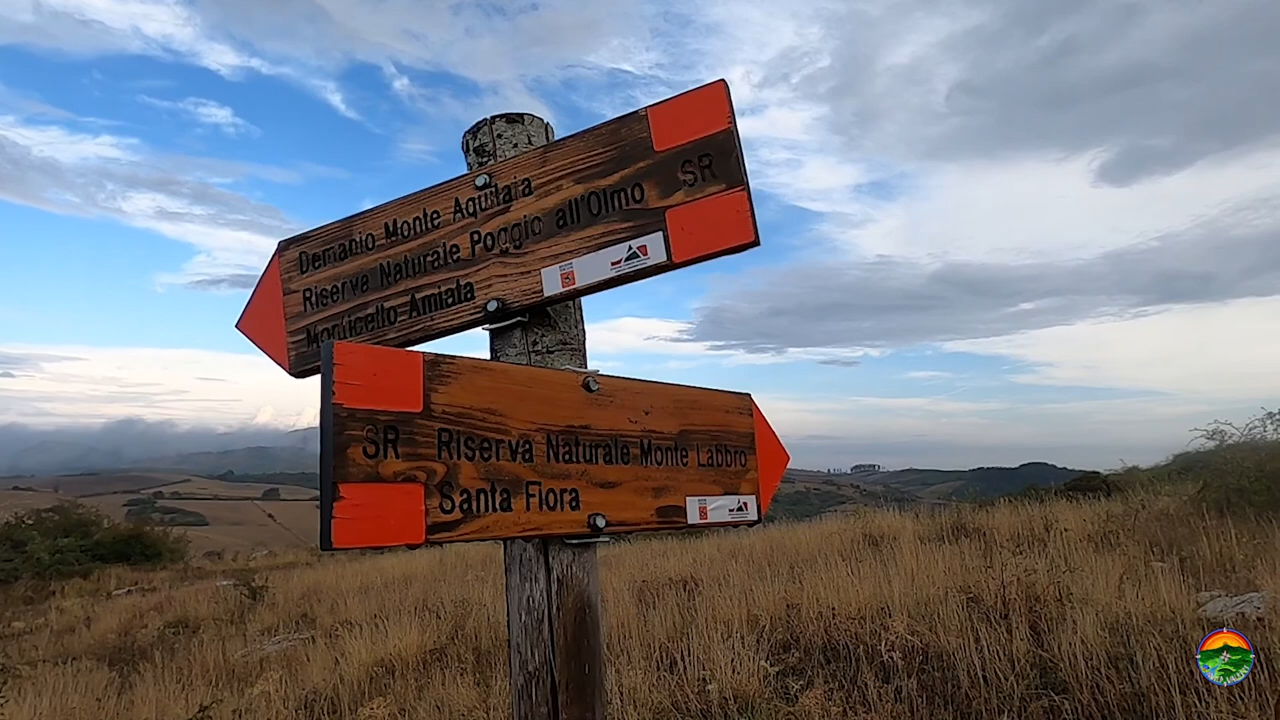 Demanio Monte Aquilaia
Riserva Naturale Poggio all'Olmo
Monticello Amiata
SR
SR
Riserva Naturale Monte Labbro
Santa Fiora